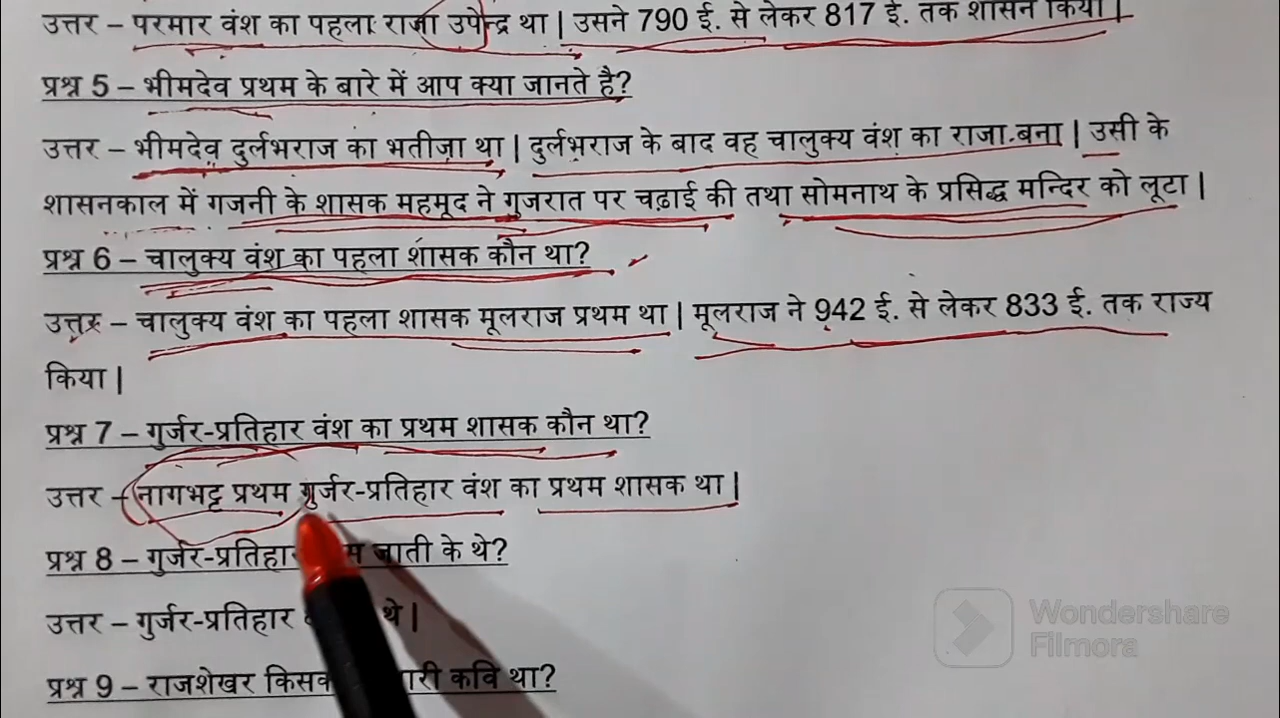 उत्तर – परमार वंश का पहला राजा उपेन्द्र था | उसने 790 ई. से लेकर 817 ई. तक शासन किया |
प्रश्न 5 – भीमदेव प्रथम के बारे में आप क्या जानते है?
उत्तर – भीमदेव दुर्लभराज का भतीजा था | दुर्लभराज के बाद वह चालुक्य वंश का राजा बना | उसी के
शासनकाल में गजनी के शासक महमूद ने गुजरात पर चढ़ाई की तथा सोमनाथ के प्रसिद्ध मन्दिर को लूटा |
प्रश्न 6 – चालुक्य वंश का पहला शासक कौन था?
उत्तर – चालुक्य वंश का पहला शासक मूलराज प्रथम था | मूलराज ने 942 ई. से लेकर 833 ई. तक राज्य
किया |
प्रश्न 7 – गुर्जर-प्रतिहार वंश का प्रथम शासक कौन था?
उत्तर – नागभट्ट प्रथम गुर्जर-प्रतिहार वंश का प्रथम शासक था |
प्रश्न 8 – गुर्जर-प्रतिहार जाती के थे?
उत्तर – गुर्जर-प्रतिहार थे |
प्रश्न 9 – राजशेखर कवि था?
Wondershare
Filmora